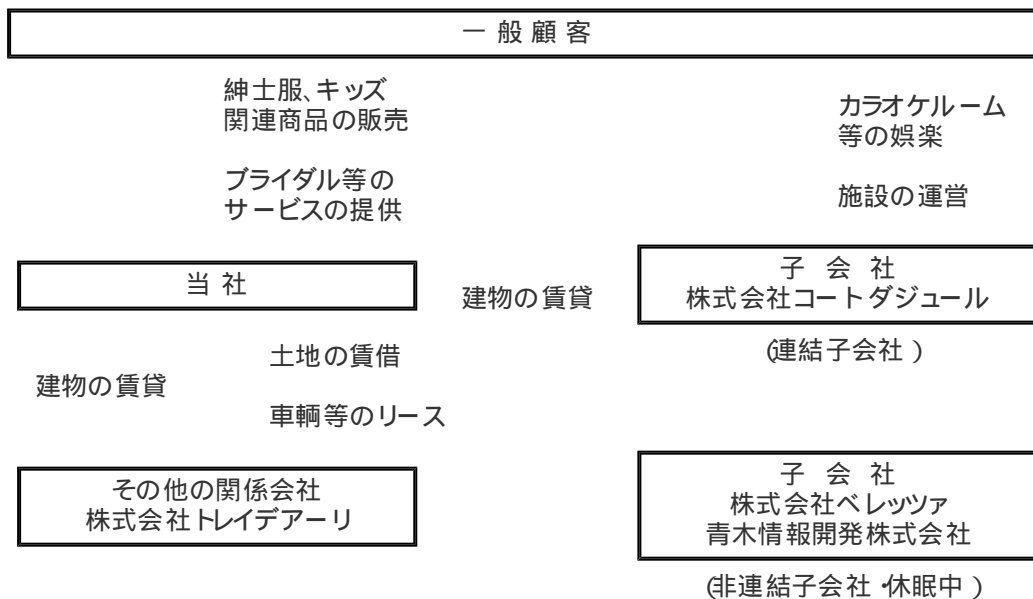 一般顧客
紳士服、キッズ
関連商品の販売
ブライダル等の
サービスの提供
カラオケルーム
等の娯楽
施設の運営
当社
建物の賃貸
子会社
株式会社コートダジュール
(連結子会社)
建物の賃貸
土地の賃借
車輌等のリース
その他の関係会社
株式会社トレイデアーリ
子会社
株式会社ベレッツァ
青木情報開発株式会社
(非連結子会社・休眠中)